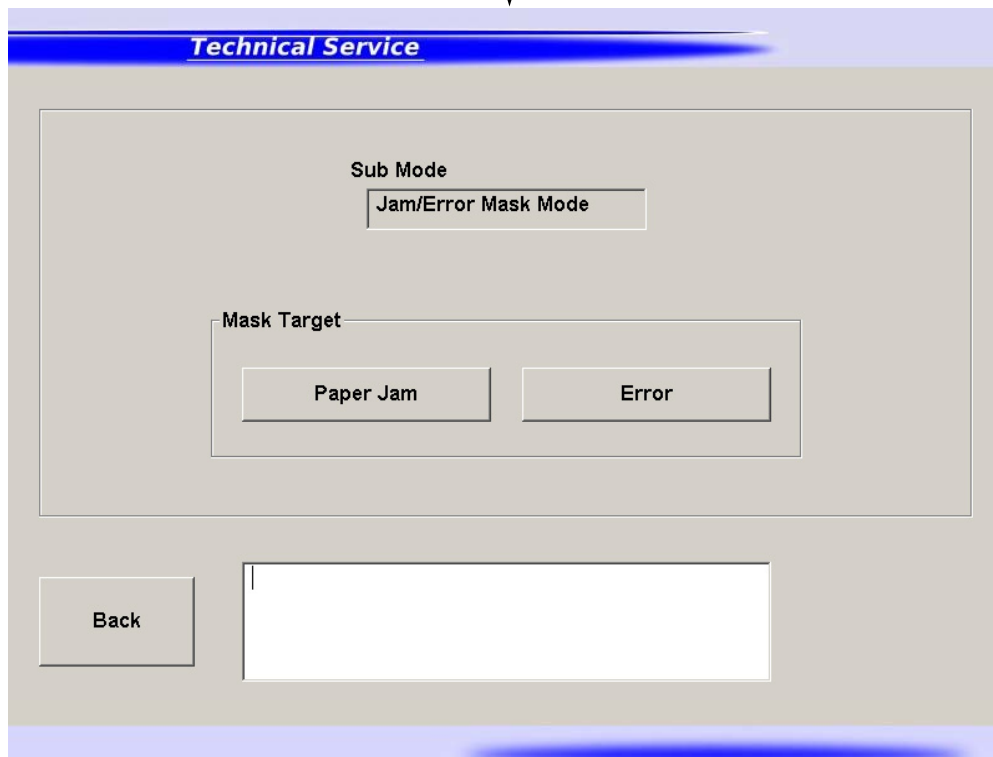 Technical Service
Sub Mode
Jam/Error Mask Mode
Mask Target
Paper Jam
Error
Back